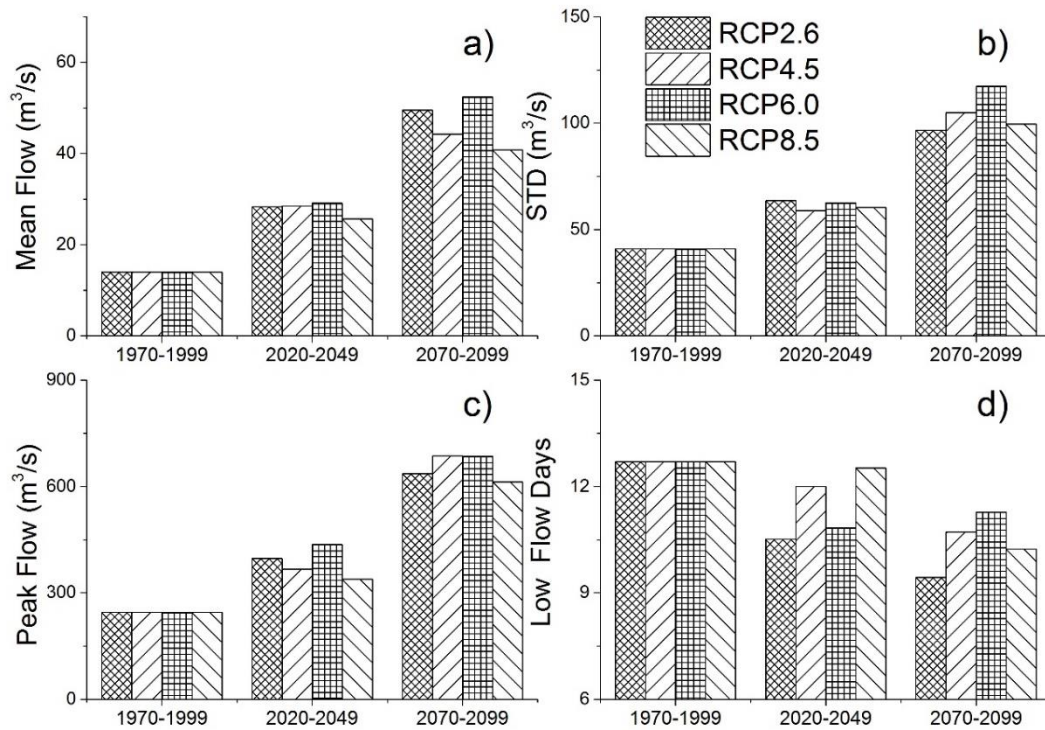 a)
Mean Flow (m³/s)
60
40
20
0
1970-1999 2020-2049 2070-2099
b)
STD (m³/s)
150
100
50
0
RCP2.6
RCP4.5
RCP6.0
RCP8.5
1970-1999 2020-2049 2070-2099
c)
Peak Flow (m³/s)
900
600
300
0
1970-1999 2020-2049 2070-2099
d)
Low Flow Days
15
12
9
6
1970-1999 2020-2049 2070-2099